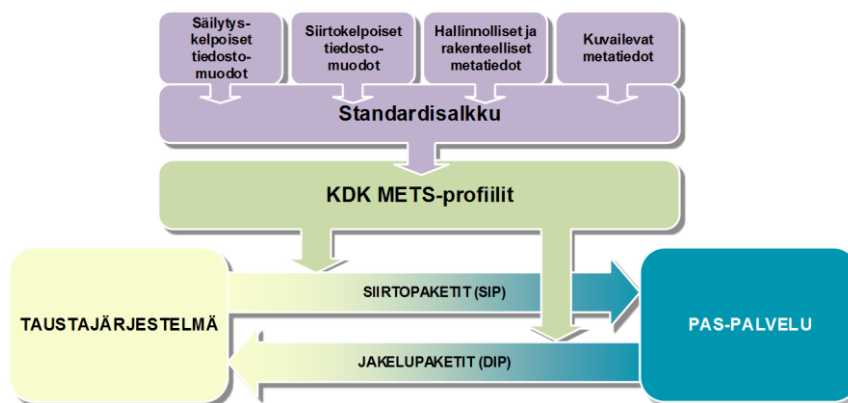 Säilytys-
kelpoiset
tiedosto-
muodot
Siirtokelpoiset
tiedosto-
muodot
Hallinnolliset ja
rakenteelliset
metatiedot
Kuvailevat
metatiedot
Standardisalkku
KDK METS-profiilit
TAUSTAJÄRJESTELMÄ
SIIRTOPAKETIT (SIP)
JAKELUPAKETIT (DIP)
PAS-PALVELU